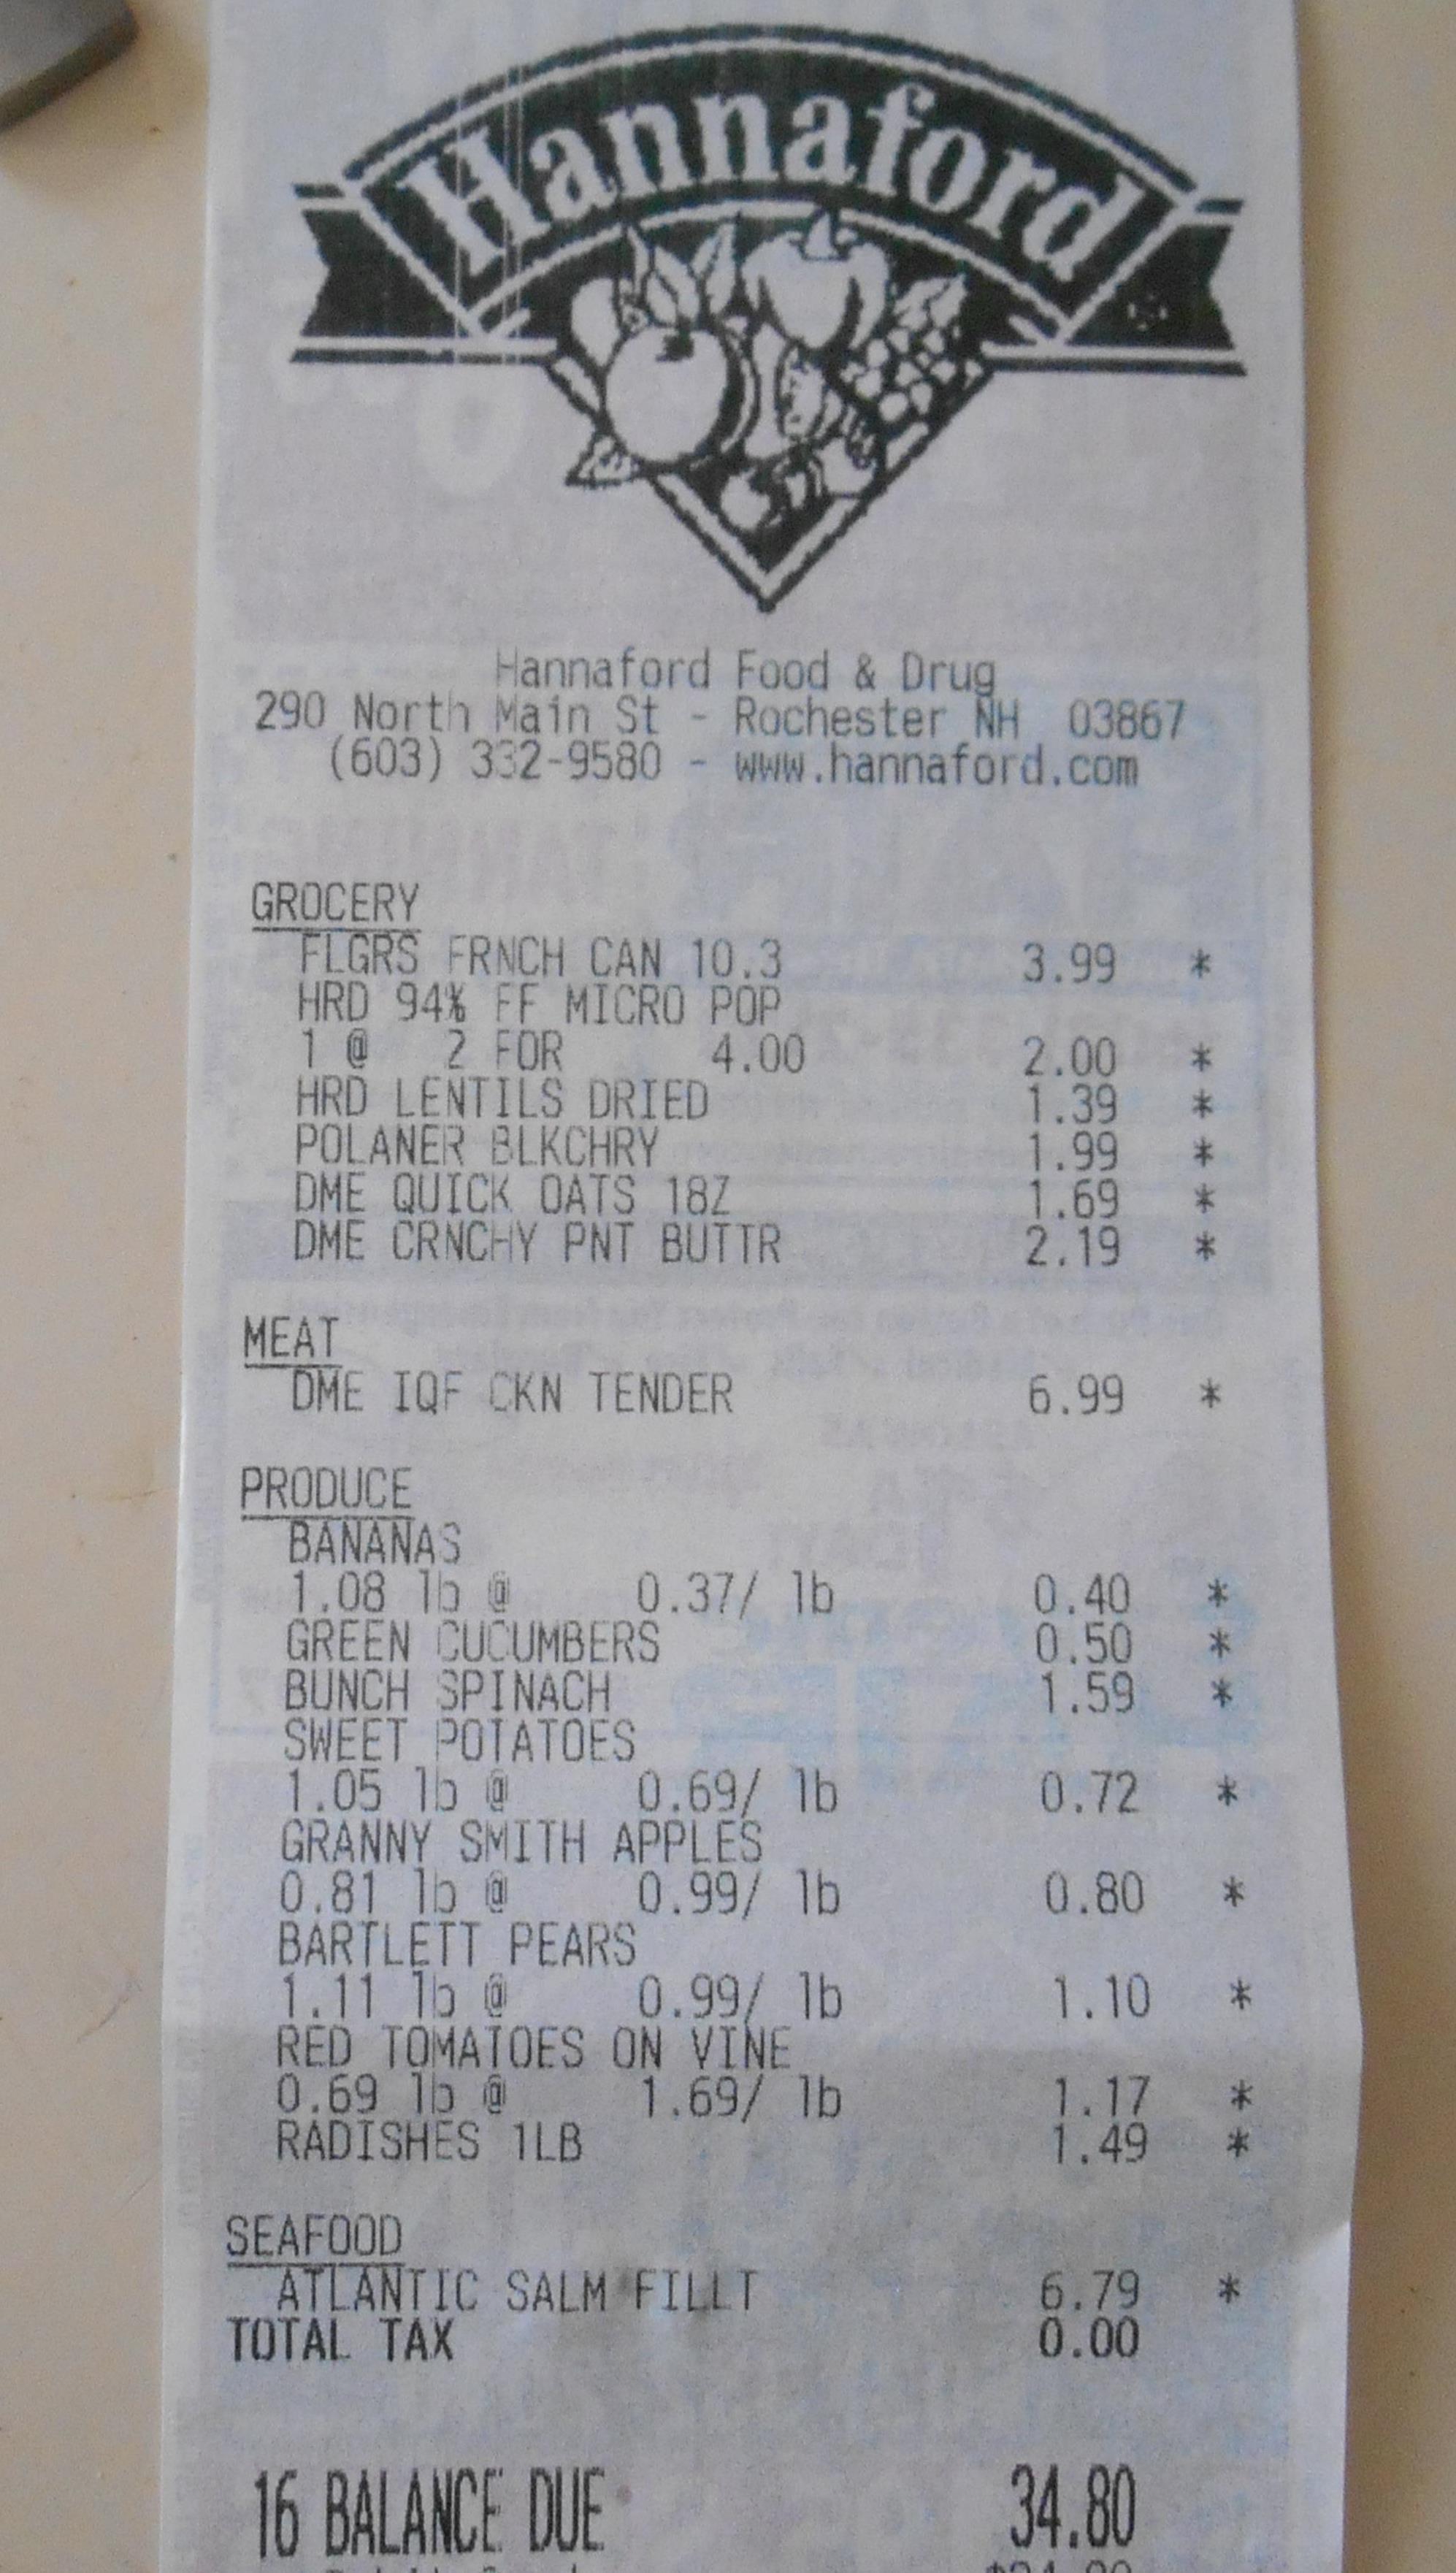 Hannaford
Hannaford Food & Drug
290 North Main St - Rochester NH 03867
(603) 332-9580 - www.hannaford.com
GROCERY
FLGRS FRNCH CAN 10.3 3.99 *
HRD 94% FF MICRO POP
1 @ 2 FOR 4.00 2.00 *
HRD LENTILS DRIED 1.39 *
POLANER BLKCHRY 1.99 *
DME QUICK OATS 18Z 1.69 *
DME CRNCHY PNT BUTTR 2.19 *
MEAT
DME IQF CKN TENDER 6.99 *
PRODUCE
BANANAS
1.08 lb @ 0.37/ lb 0.40 *
GREEN CUCUMBERS 0.50 *
BUNCH SPINACH 1.59 *
SWEET POTATOES
1.05 lb @ 0.69/ lb 0.72 *
GRANNY SMITH APPLES
0.81 lb @ 0.99/ lb 0.80 *
BARTLETT PEARS
1.11 lb @ 0.99/ lb 1.10 *
RED TOMATOES ON VINE
0.69 lb @ 1.69/ lb 1.17 *
RADISHES 1LB 1.49 *
SEAFOOD
ATLANTIC SALM FILLT 6.79 *
TOTAL TAX 0.00
16 BALANCE DUE 34.80